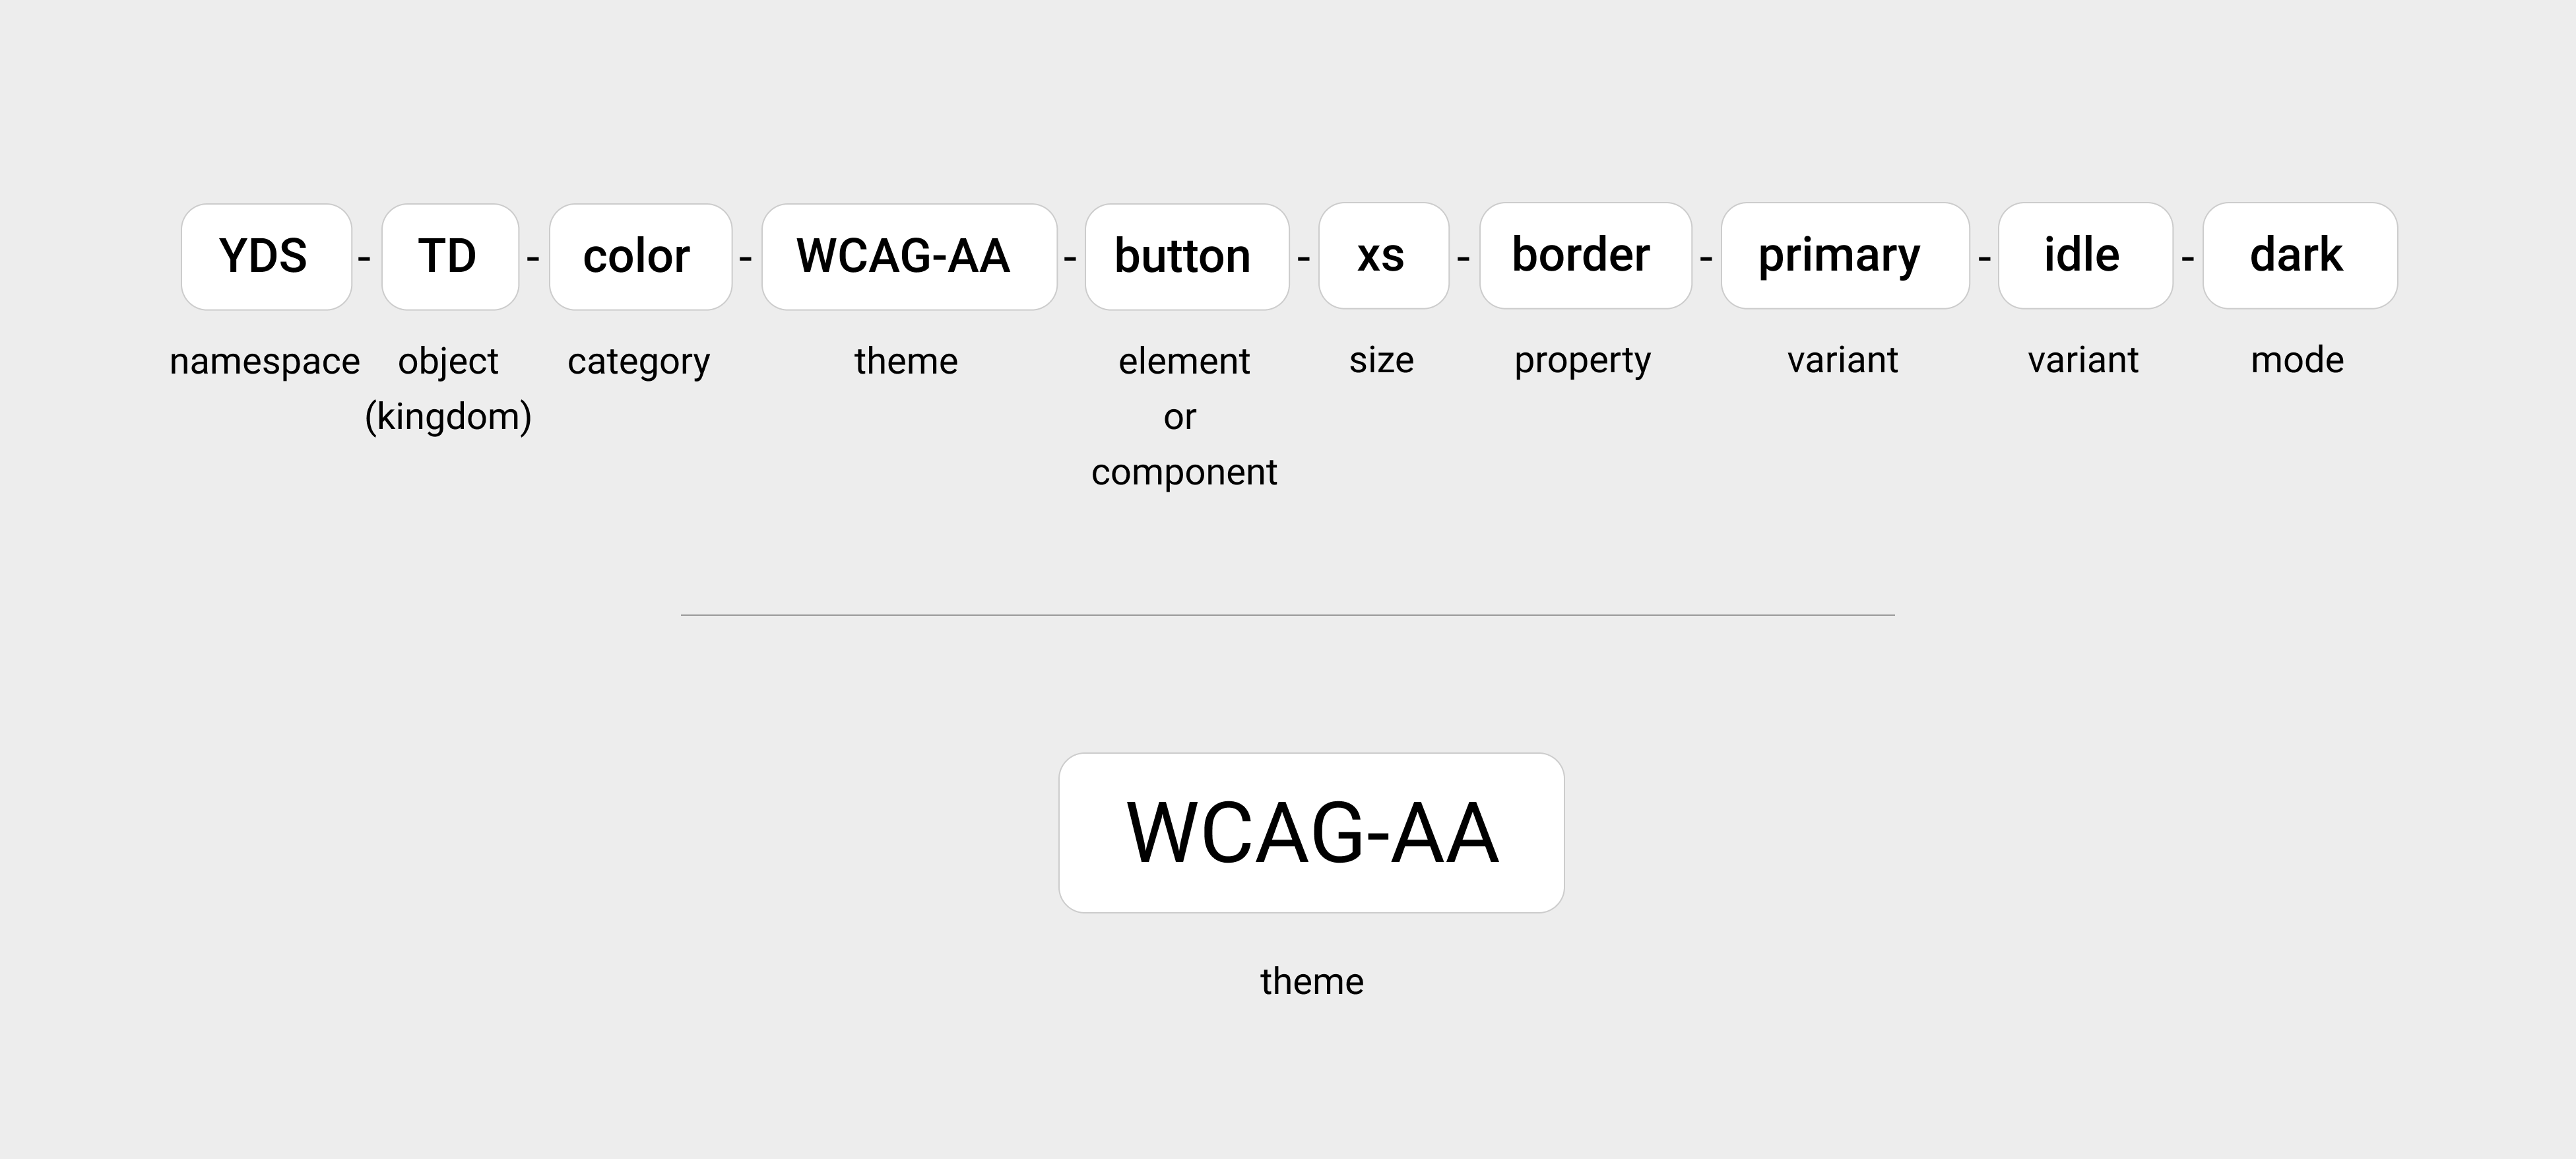 YDS - TD - color - WCAG-AA - button - xs - border - primary - idle - dark
namespace object category theme element size property variant variant mode
(kingdom) or
component
WCAG-AA
theme